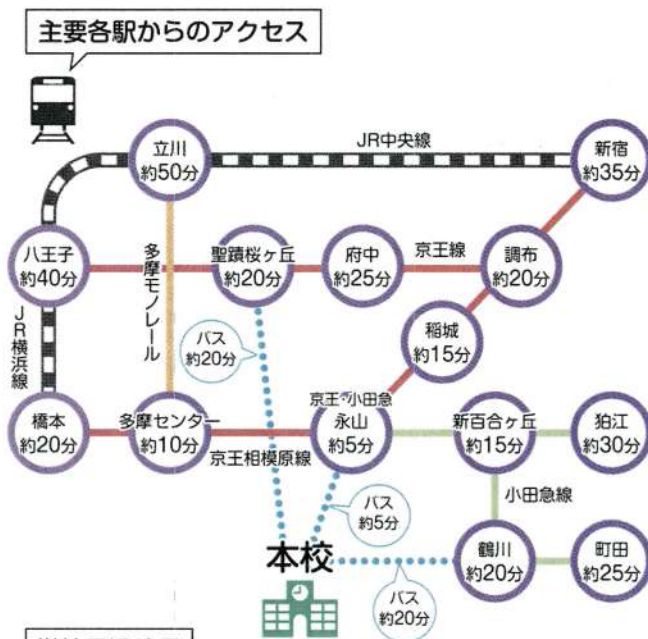 主要各駅からのアクセス
JR中央線
立川
約50分
新宿
約35分
八王子
約40分
多摩モノレール
聖蹟桜ヶ丘
約20分
府中
約25分
京王線
調布
約20分
JR横浜線
バス
約20分
稲城
約15分
橋本
約20分
多摩センター
約10分
京王相模原線
京王・小田急
永山
約5分
新百合ヶ丘
約15分
狛江
約30分
小田急線
バス
約5分
本校
鶴川
約20分
町田
約25分
バス
約20分